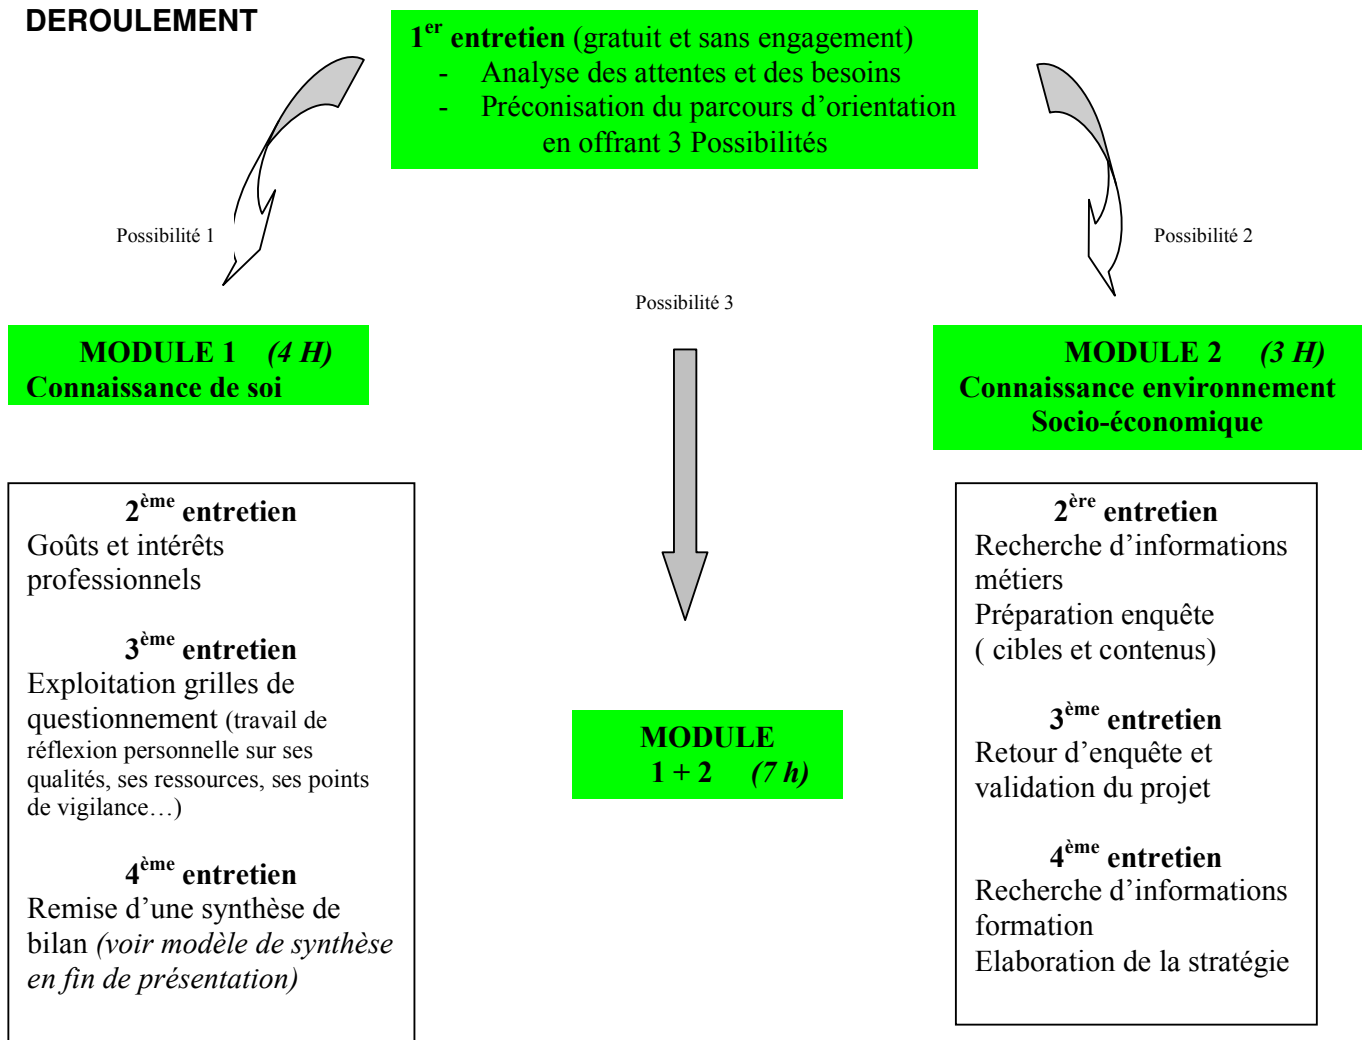 DEROULEMENT
1er entretien (gratuit et sans engagement)
- Analyse des attentes et des besoins
- Préconisation du parcours d’orientation
en offrant 3 Possibilités
Possibilité 1
Possibilité 2
Possibilité 3
MODULE 1 (4 H)
Connaissance de soi
MODULE 2 (3 H)
Connaissance environnement
Socio-économique
2ème entretien
Goûts et intérêts
professionnels
3ème entretien
Exploitation grilles de
questionnement (travail de
réflexion personnelle sur ses
qualités, ses ressources, ses points
de vigilance…)
4ème entretien
Remise d’une synthèse de
bilan (voir modèle de synthèse
en fin de présentation)
MODULE
1 + 2 (7 h)
2ère entretien
Recherche d’informations
métiers
Préparation enquête
( cibles et contenus)
3ème entretien
Retour d’enquête et
validation du projet
4ème entretien
Recherche d’informations
formation
Elaboration de la stratégie